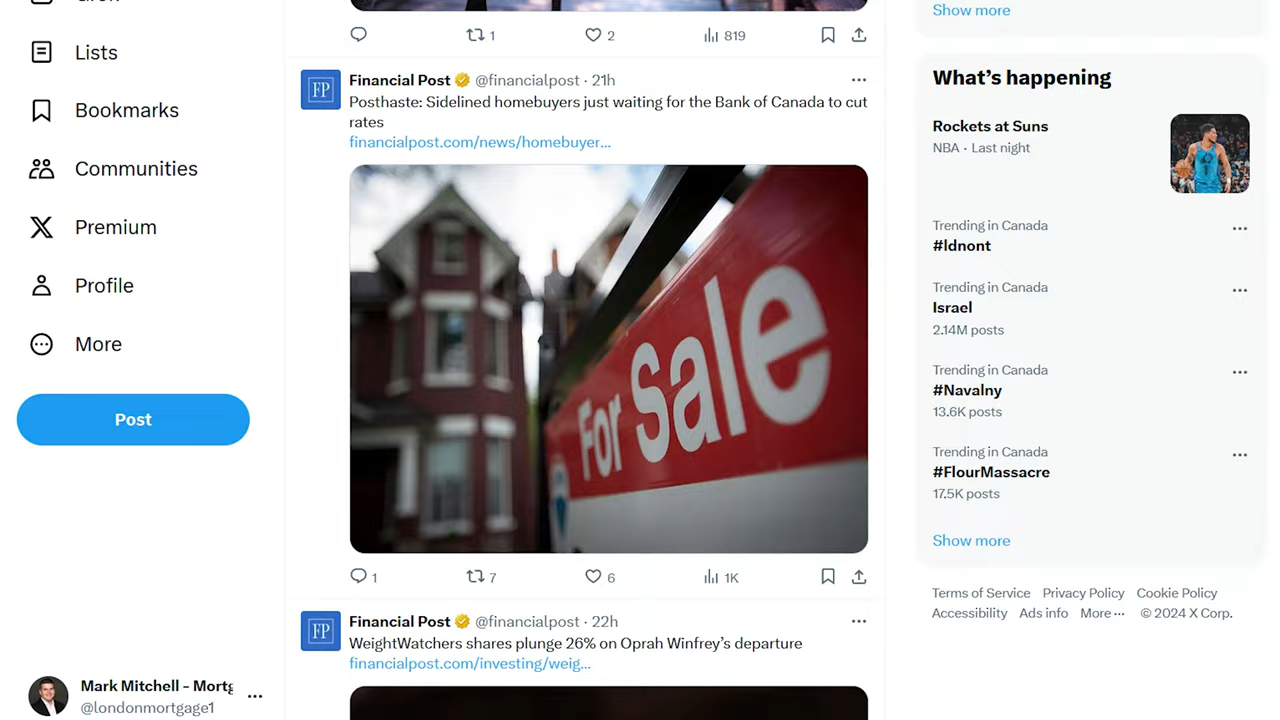 Lists
Bookmarks
Communities
Premium
Profile
More
Post
Mark Mitchell - Mortg
@londonmortgage1
1
2
819
FP
Financial Post @financialpost · 21h
Posthaste: Sidelined homebuyers just waiting for the Bank of Canada to cut
rates
financialpost.com/news/homebuyer...
For Sale
1
7
6
1K
FP
Financial Post @financialpost · 22h
WeightWatchers shares plunge 26% on Oprah Winfrey’s departure
financialpost.com/investing/weig...
Show more
What’s happening
Rockets at Suns
NBA · Last night
Trending in Canada
#ldnont
Trending in Canada
Israel
2.14M posts
Trending in Canada
#Navalny
13.6K posts
Trending in Canada
#FlourMassacre
17.5K posts
Show more
Terms of Service Privacy Policy Cookie Policy
Accessibility Ads info More ··· © 2024 X Corp.